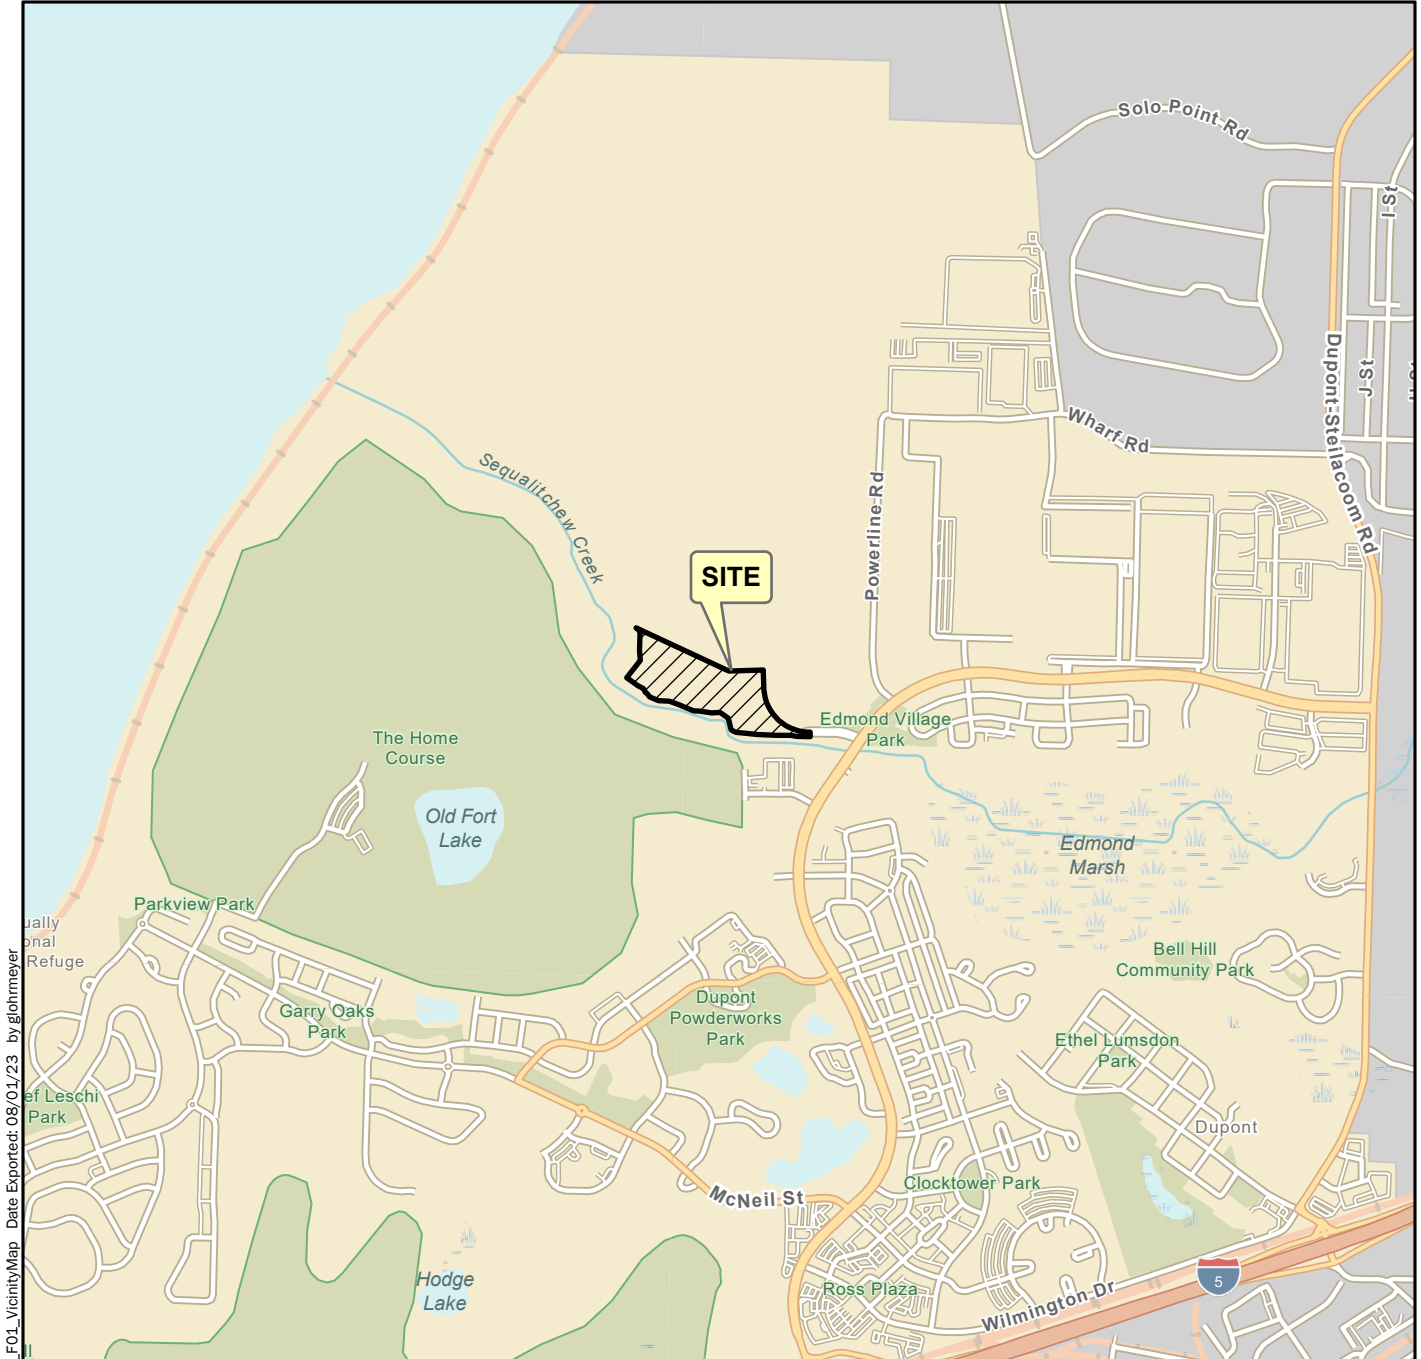 Solo Point Rd
I St
J St
Dupont-Steilacoom Rd
Wharf Rd
Powerline Rd
Sequalitchew Creek
SITE
Edmond Village
Park
The Home
Course
Old Fort
Lake
Edmond
Marsh
Parkview Park
ually
onal
Refuge
Bell Hill
Community Park
Garry Oaks
Park
Dupont
Powderworks
Park
Ethel Lumsdon
Park
ef Leschi
Park
Dupont
Clocktower Park
McNeil St
Hodge
Lake
Ross Plaza
Wilmington Dr
5
ll
_F01_VicinityMap Date Exported: 08/01/23 by glohrmeyer